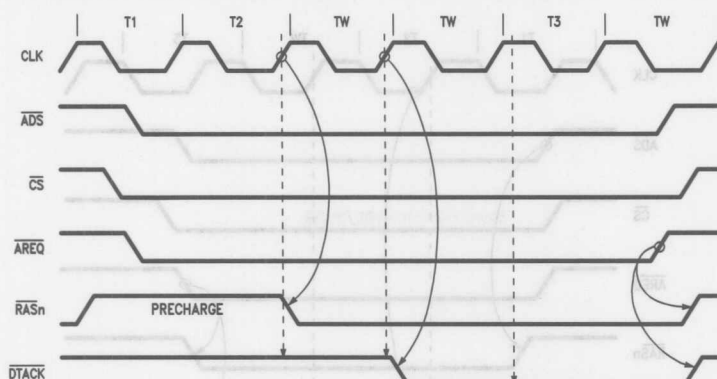 T1 T2 TW TW T3 TW
CLK
ADS
CS
AREQ
RASn PRECHARGE
DTACK